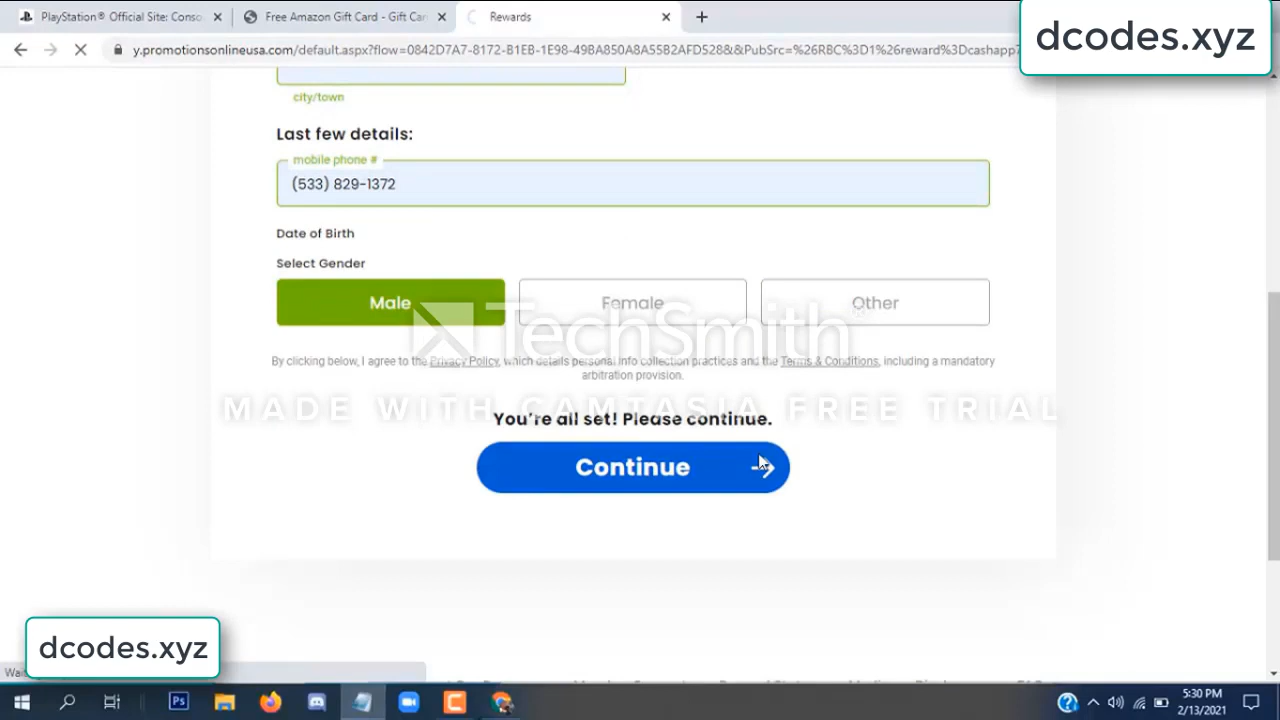 PlayStation® Official Site: Conso
Free Amazon Gift Card - Gift Car
Rewards
y.promotionsonlineusa.com/default.aspx?flow=0842D7A7-8172-B1EB-1E98-49BA850A8A55B2AFD528&&PubSrc=%26RBC%3D1%26reward%3Dcashapp
dcodes.xyz
city/town
Last few details:
mobile phone #
(533) 829-1372
Date of Birth
Select Gender
Male Female Other
TechSmith
By clicking below, I agree to the Privacy Policy, which details personal info collection practices and the Terms & Conditions, including a mandatory
arbitration provision.
MADE WITH CAMTASIA FREE TRIAL
You're all set! Please continue.
Continue
dcodes.xyz
Ps
5:30 PM
2/13/2021